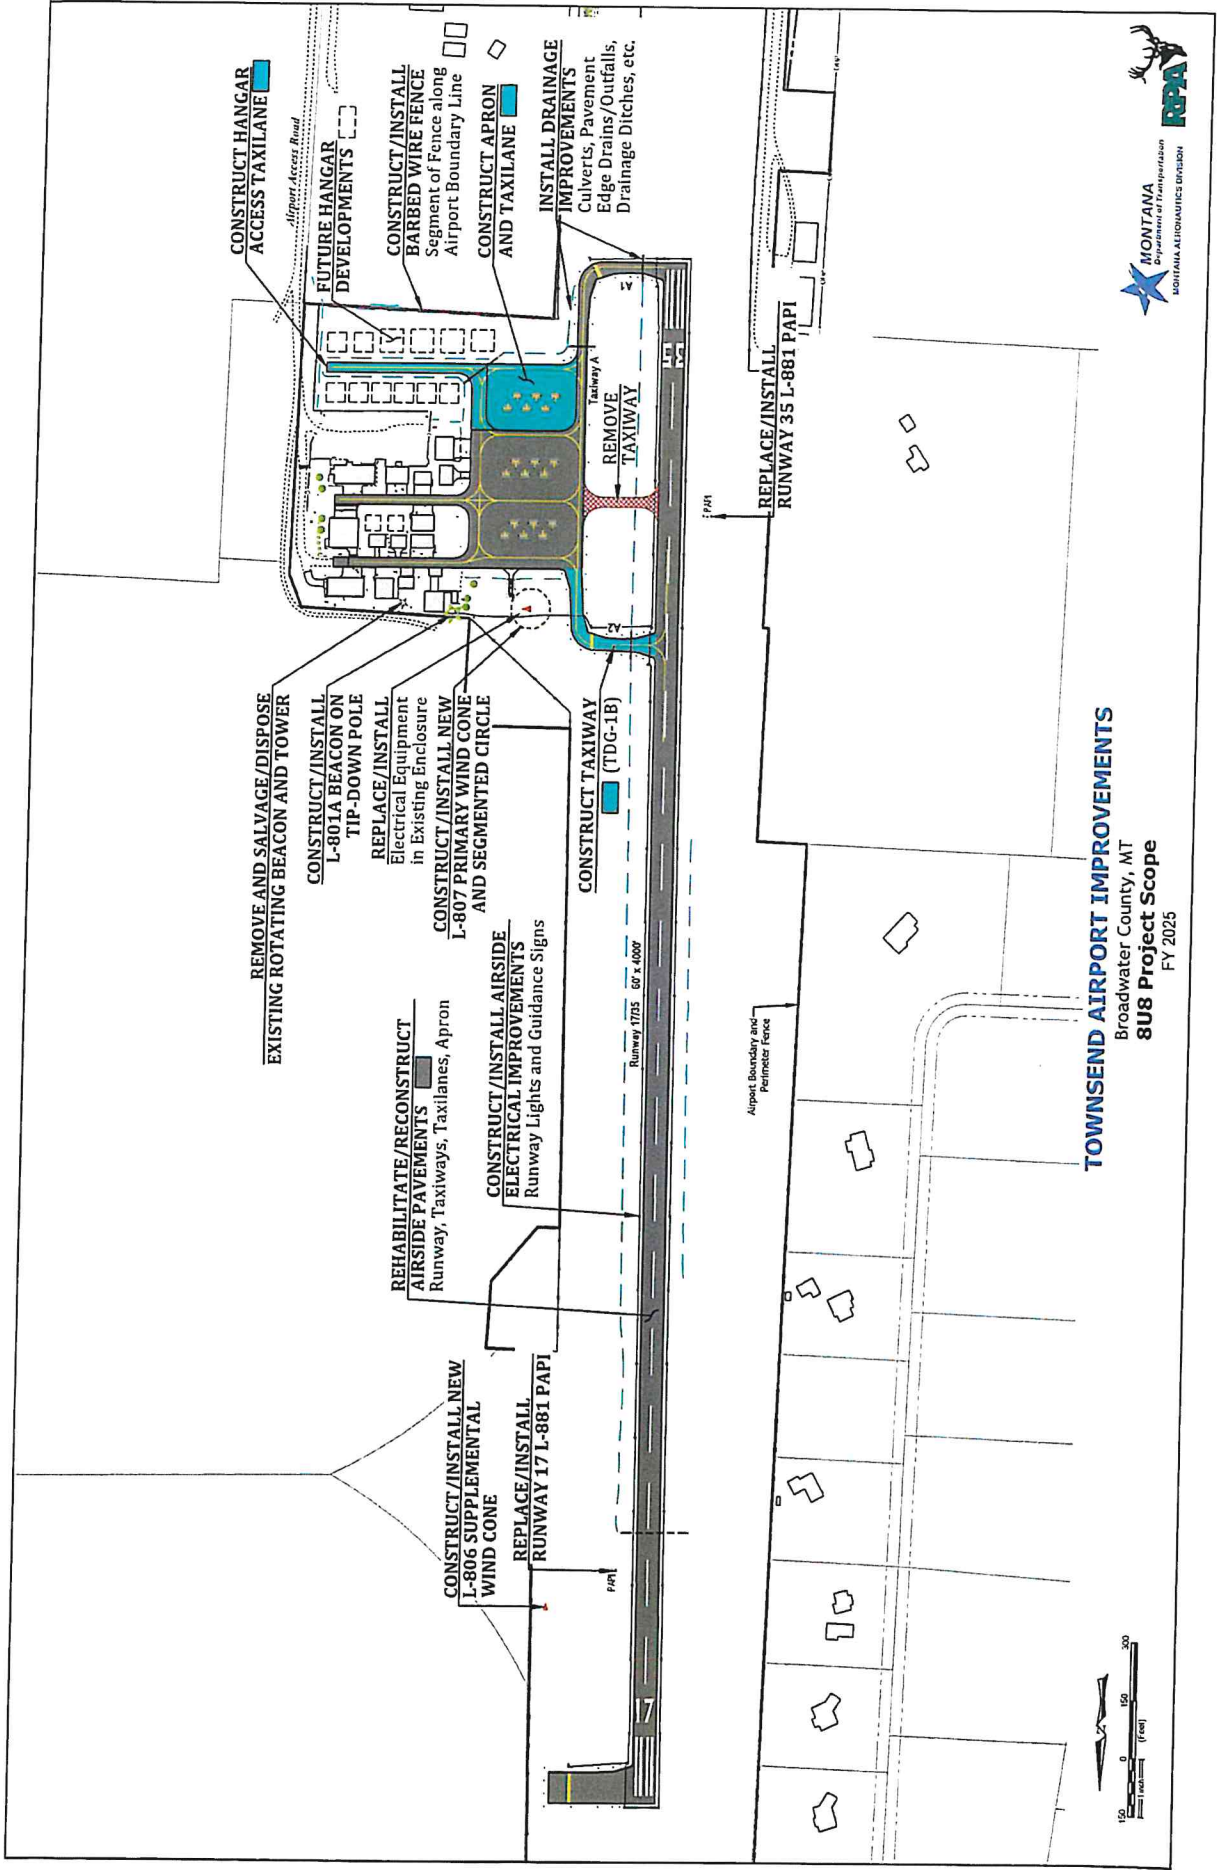 CONSTRUCT HANGAR
ACCESS TAXILANE
Airport Access Road
FUTURE HANGAR
DEVELOPMENTS
CONSTRUCT/INSTALL
BARBED WIRE FENCE
Segment of Fence along
Airport Boundary Line
CONSTRUCT APRON
AND TAXILANE
INSTALL DRAINAGE
IMPROVEMENTS
Culverts, Pavement
Edge Drains/Outfalls,
Drainage Ditches, etc.
REMOVE AND SALVAGE/DISPOSE
EXISTING ROTATING BEACON AND TOWER
CONSTRUCT/INSTALL
L-801A BEACON ON
TIP-DOWN POLE
REPLACE/INSTALL
Electrical Equipment
in Existing Enclosure
CONSTRUCT/INSTALL NEW
L-807 PRIMARY WIND CONE
AND SEGMENTED CIRCLE
CONSTRUCT TAXIWAY
(TDG-1B)
REMOVE
TAXIWAY
Taxiway A
A1
A2
REHABILITATE/RECONSTRUCT
AIRSIDE PAVEMENTS
Runway, Taxiways, Taxilanes, Apron
CONSTRUCT/INSTALL AIRSIDE
ELECTRICAL IMPROVEMENTS
Runway Lights and Guidance Signs
CONSTRUCT/INSTALL NEW
L-806 SUPPLEMENTAL
WIND CONE
REPLACE/INSTALL
RUNWAY 17 L-881 PAPI
PAPI
Runway 17/35 60' x 4000'
17
35
PAPI
REPLACE/INSTALL
RUNWAY 35 L-881 PAPI
Airport Boundary and
Perimeter Fence
TOWNSEND AIRPORT IMPROVEMENTS
Broadwater County, MT
8U8 Project Scope
FY 2025
150 0 150 300
1 inch (Feet)
MONTANA
Department of Transportation
MONTANA AERONAUTICS DIVISION
RPA